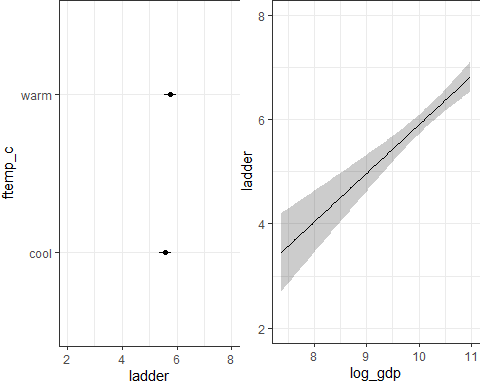 warm
cool
ftemp_c
2 4 6 8
ladder
8
6
4
2
ladder
8 9 10 11
log_gdp